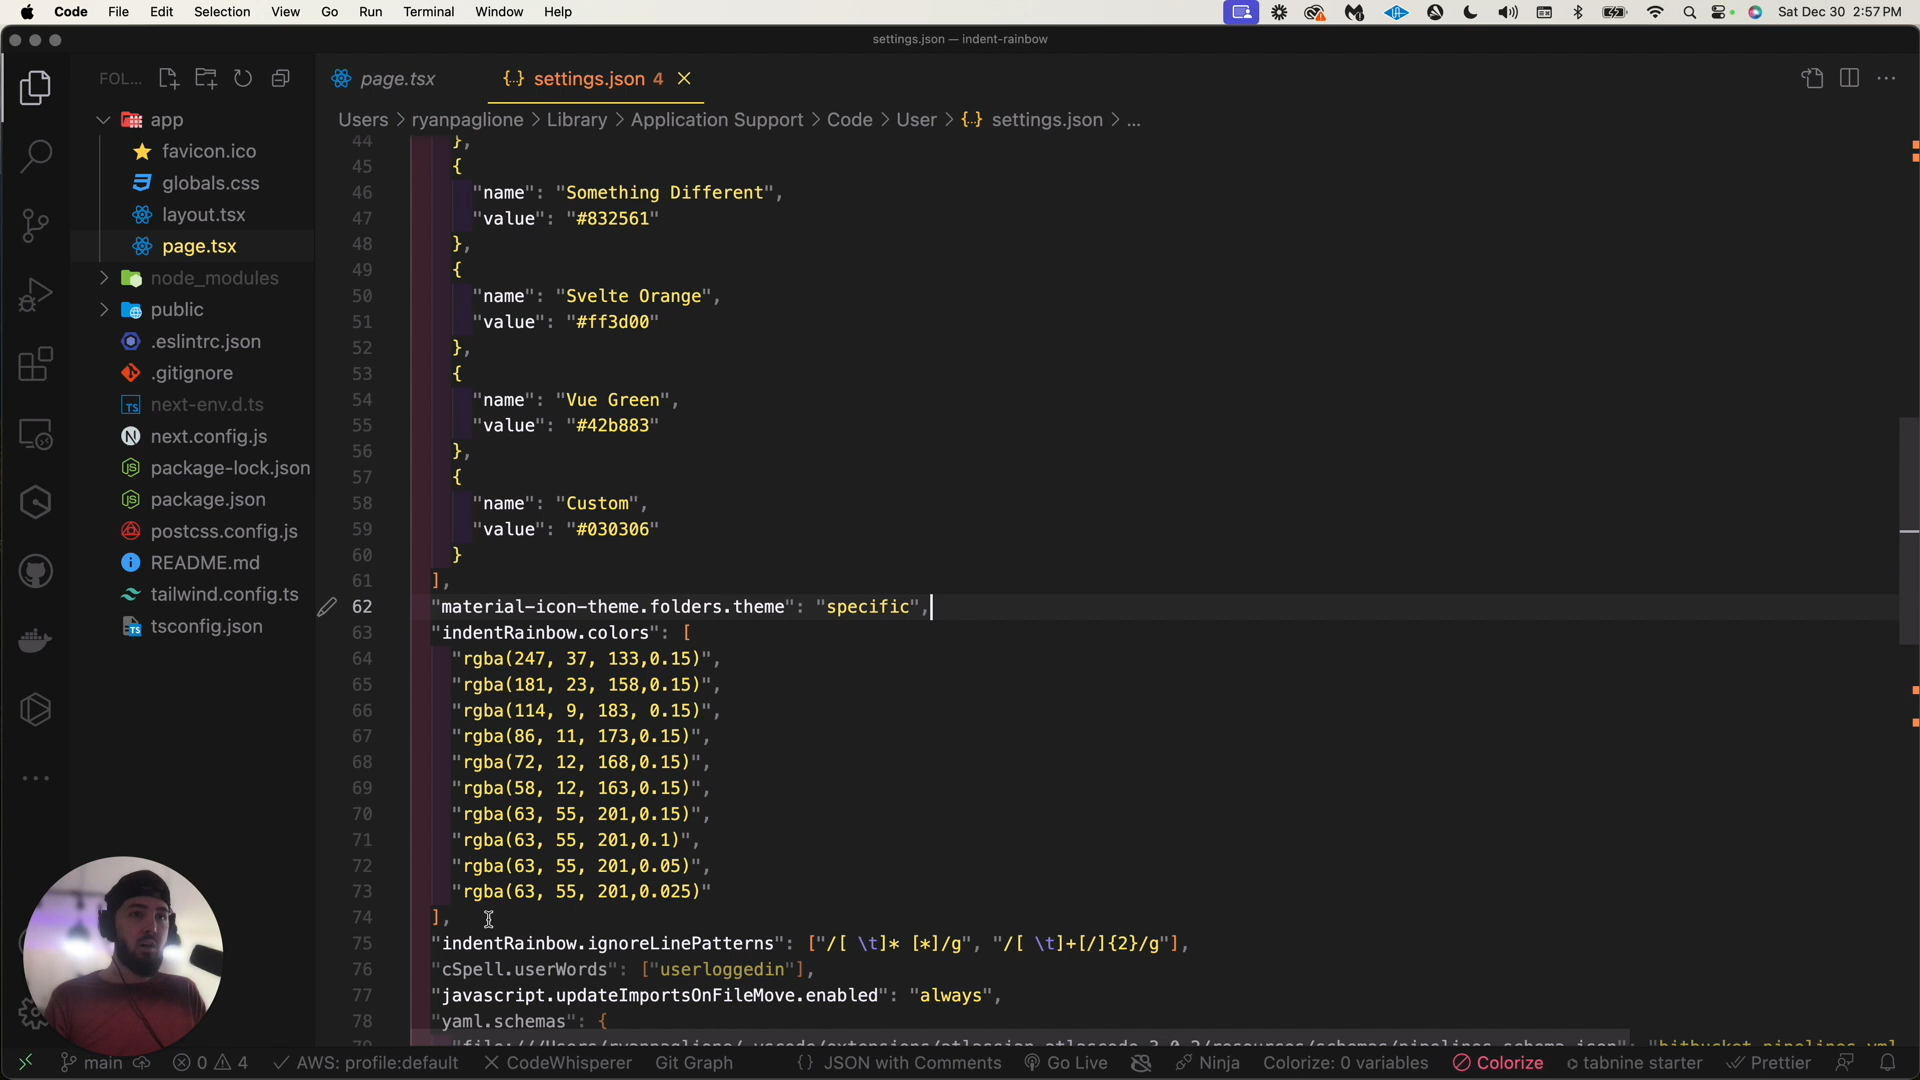 Code File Edit Selection View Go Run Terminal Window Help
Sat Dec 30 2:57 PM
settings.json — indent-rainbow
FOL...
page.tsx
{..} settings.json 4
Users > ryanpaglione > Library > Application Support > Code > User > {..} settings.json > ...
app
favicon.ico
globals.css
layout.tsx
page.tsx
node_modules
public
.eslintrc.json
.gitignore
next-env.d.ts
next.config.js
package-lock.json
package.json
postcss.config.js
README.md
tailwind.config.ts
tsconfig.json
44 },
45 {
46 "name": "Something Different",
47 "value": "#832561"
48 },
49 {
50 "name": "Svelte Orange",
51 "value": "#ff3d00"
52 },
53 {
54 "name": "Vue Green",
55 "value": "#42b883"
56 },
57 {
58 "name": "Custom",
59 "value": "#030306"
60 }
61 ],
62 "material-icon-theme.folders.theme": "specific",
63 "indentRainbow.colors": [
64 "rgba(247, 37, 133,0.15)",
65 "rgba(181, 23, 158,0.15)",
66 "rgba(114, 9, 183, 0.15)",
67 "rgba(86, 11, 173,0.15)",
68 "rgba(72, 12, 168,0.15)",
69 "rgba(58, 12, 163,0.15)",
70 "rgba(63, 55, 201,0.15)",
71 "rgba(63, 55, 201,0.1)",
72 "rgba(63, 55, 201,0.05)",
73 "rgba(63, 55, 201,0.025)"
74 ],
75 "indentRainbow.ignoreLinePatterns": ["/[ \t]* [*]/g", "/[ \t]+[/]{2}/g"],
76 "cSpell.userWords": ["userloggedin"],
77 "javascript.updateImportsOnFileMove.enabled": "always",
78 "yaml.schemas": {
main 0 4 AWS: profile:default CodeWhisperer Git Graph {} JSON with Comments Go Live Ninja Colorize: 0 variables Colorize tabnine starter Prettier